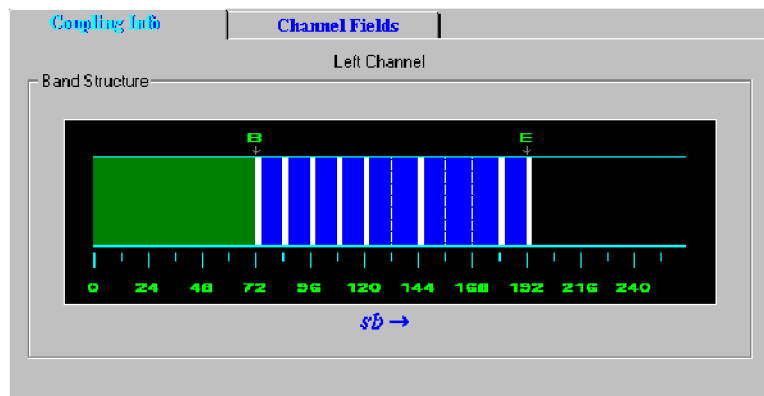 Coupling Info Channel Fields
Left Channel
Band Structure
B E
0 24 48 72 96 120 144 168 192 216 240
sb →